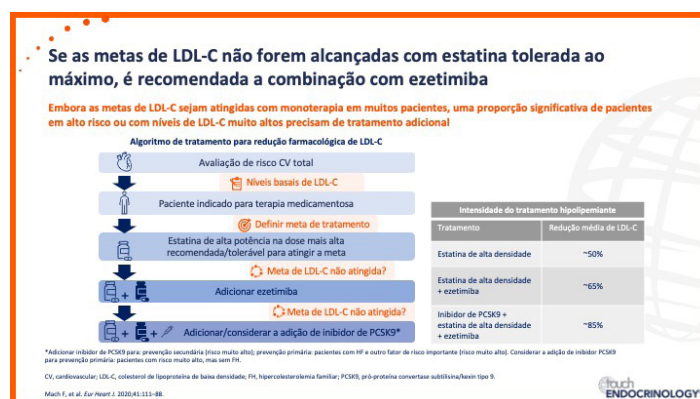 Se as metas de LDL-C não forem alcançadas com estatina tolerada ao
máximo, é recomendada a combinação com ezetimiba
Embora as metas de LDL-C sejam atingidas com monoterapia em muitos pacientes, uma proporção significativa de pacientes
em alto risco ou com níveis de LDL-C muito altos precisam de tratamento adicional
Algoritmo de tratamento para redução farmacológica de LDL-C
Avaliação de risco CV total
Níveis basais de LDL-C
Paciente indicado para terapia medicamentosa
Definir meta de tratamento
Estatina de alta potência na dose mais alta
recomendada/tolerável para atingir a meta
Meta de LDL-C não atingida?
+ Adicionar ezetimiba
Meta de LDL-C não atingida?
+ + Adicionar/considerar a adição de inibidor de PCSK9*
Intensidade do tratamento hipolipemiante
Tratamento Redução média de LDL-C
Estatina de alta densidade ~50%
Estatina de alta densidade
+ ezetimiba ~65%
Inibidor de PCSK9 +
estatina de alta densidade ~85%
+ ezetimiba
*Adicionar inibidor de PCSK9 para: prevenção secundária (risco muito alto); prevenção primária: pacientes com HF e outro fator de risco importante (risco muito alto). Considerar a adição de inibidor PCSK9
para prevenção primária: pacientes com risco muito alto, mas sem FH.
CV, cardiovascular; LDL-C, colesterol de lipoproteína de baixa densidade; FH, hipercolesterolemia familiar; PCSK9, pró-proteína convertase subtilisina/kexin tipo 9.
Mach F, et al. Eur Heart J. 2020;41:111–88.
touch
ENDOCRINOLOGY